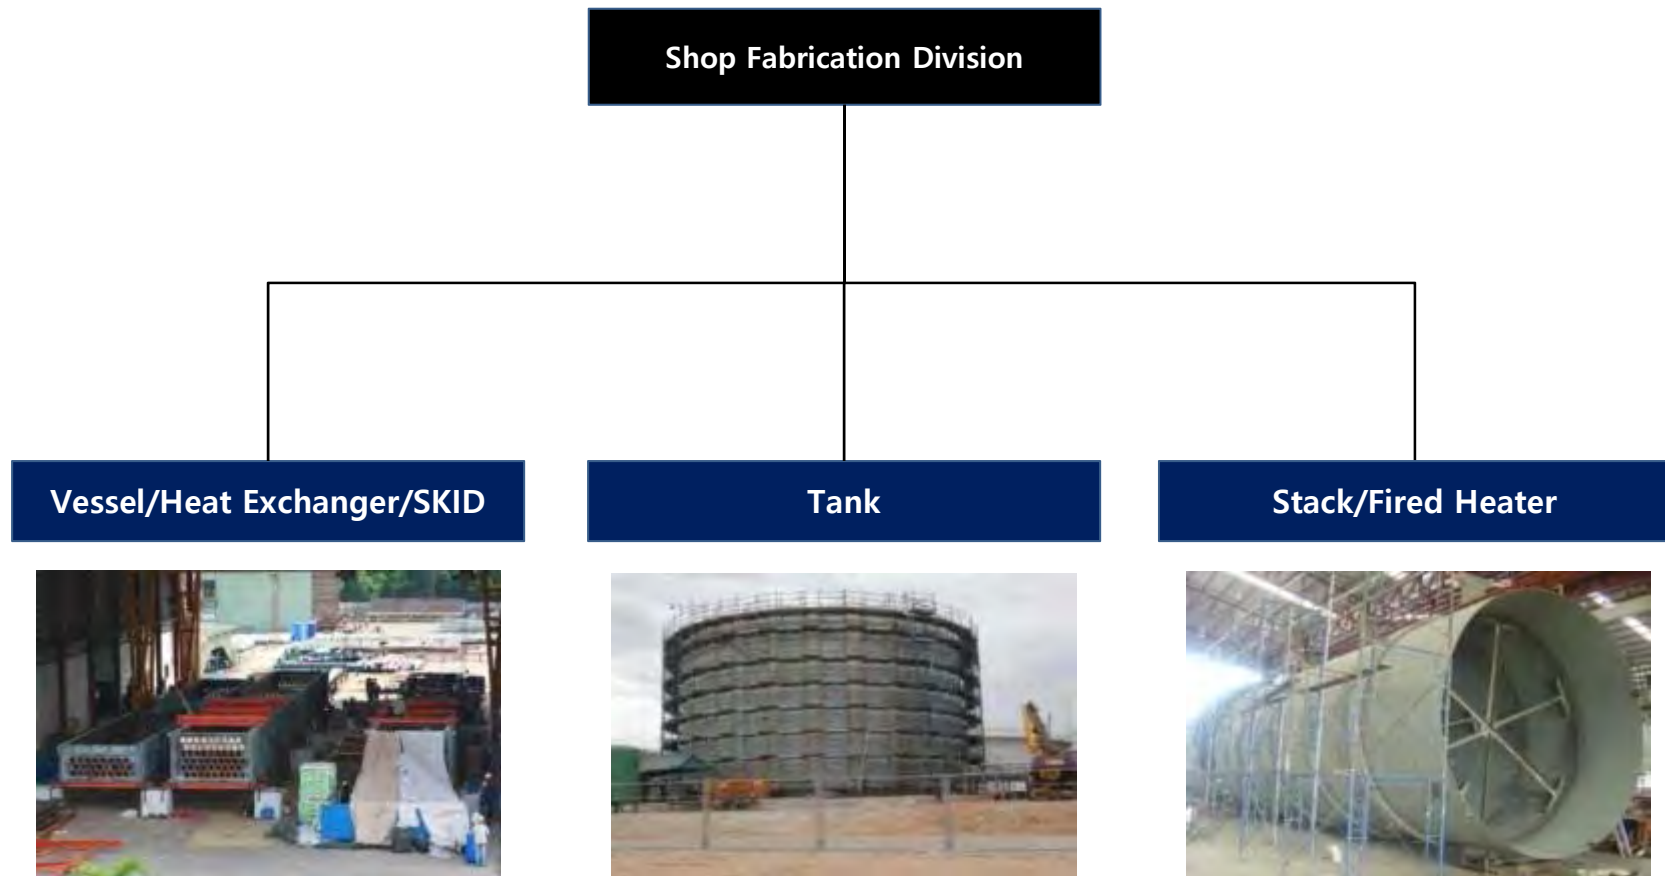 Shop Fabrication Division
Vessel/Heat Exchanger/SKID
Tank
Stack/Fired Heater